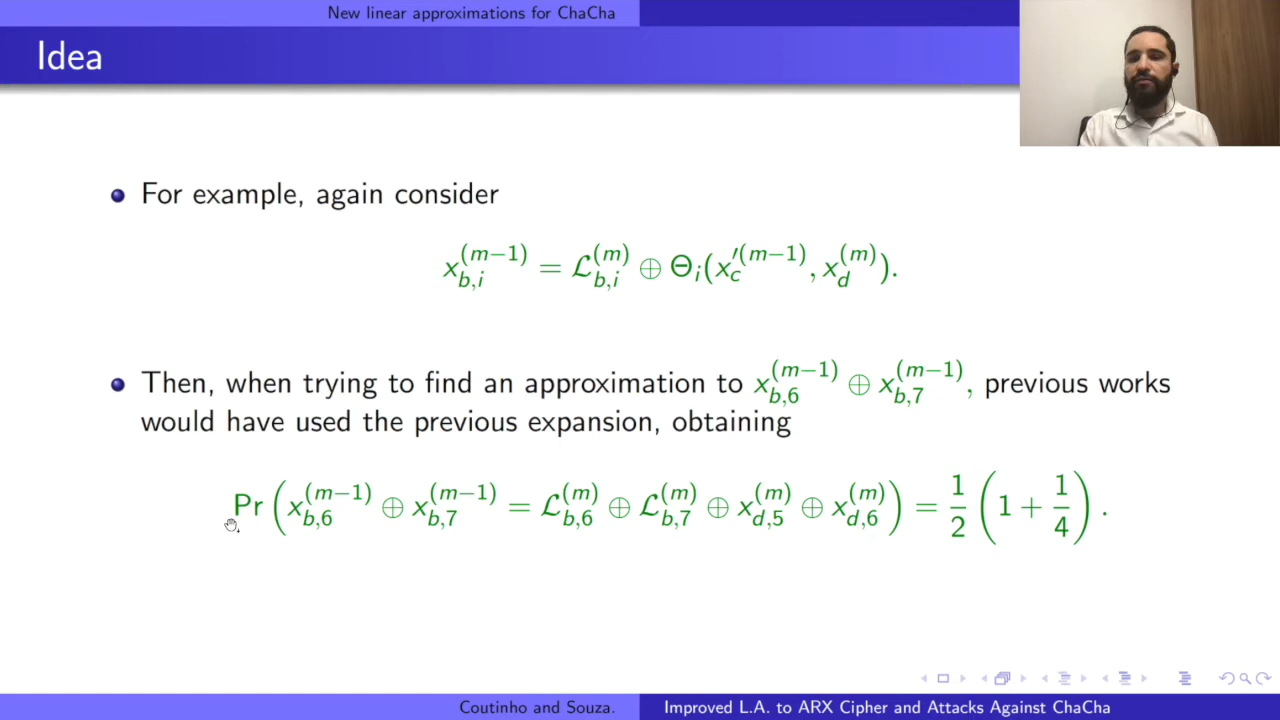 New linear approximations for ChaCha
Idea
For example, again consider
x_{b,i}^{(m−1)} = ℒ_{b,i}^{(m)} ⊕ Θ_i(x_c^{′(m−1)}, x_d^{(m)}).
Then, when trying to find an approximation to x_{b,6}^{(m−1)} ⊕ x_{b,7}^{(m−1)}, previous works
would have used the previous expansion, obtaining
Pr(x_{b,6}^{(m−1)} ⊕ x_{b,7}^{(m−1)} = ℒ_{b,6}^{(m)} ⊕ ℒ_{b,7}^{(m)} ⊕ x_{d,5}^{(m)} ⊕ x_{d,6}^{(m)}) = 1/2 (1 + 1/4).
Coutinho and Souza. Improved L.A. to ARX Cipher and Attacks Against ChaCha